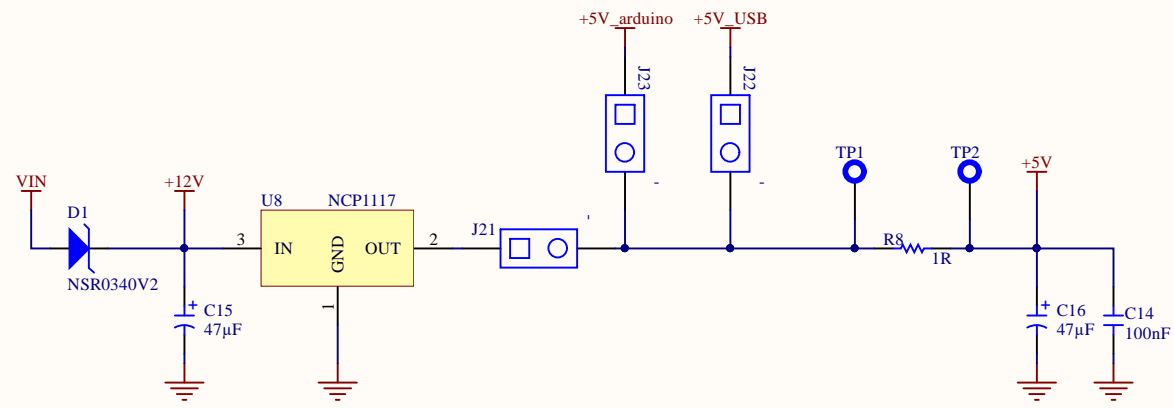 +5V_arduino
+5V_USB
J23
J22
TP1
TP2
+5V
VIN
+12V
D1
NSR0340V2
U8
NCP1117
3
IN
GND
OUT
2
1
J21
R8
1R
C15
47µF
C16
47µF
C14
100nF